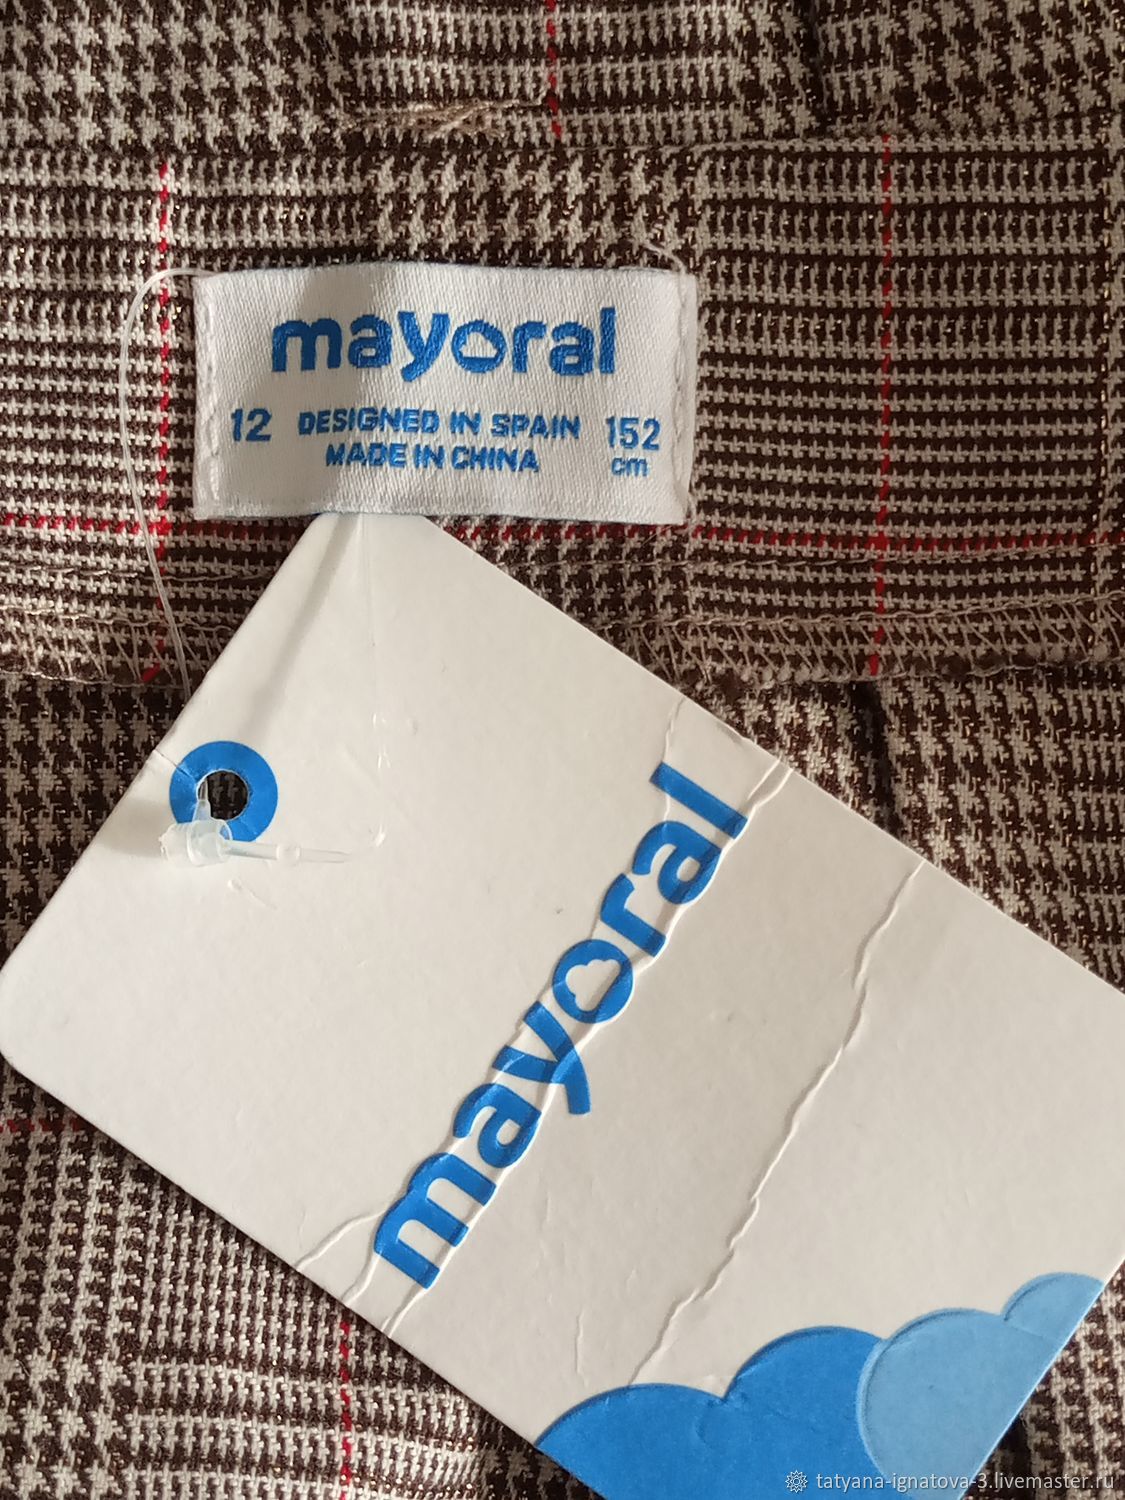 mayoral
12 DESIGNED IN SPAIN 152
MADE IN CHINA cm
mayoral
tatyana-ignatova-3.livemaster.ru